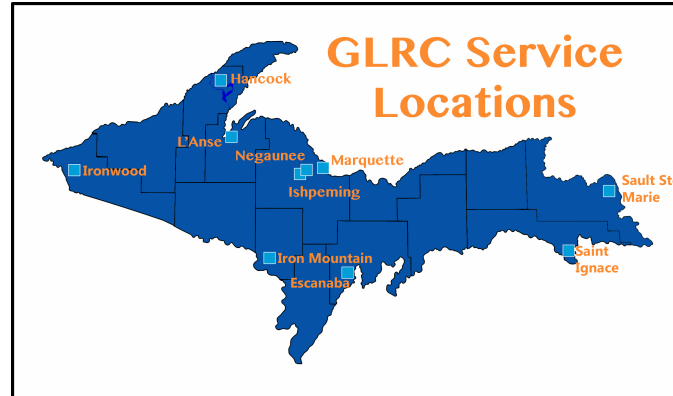 GLRC Service
Locations
Hancock
L'Anse
Negaunee
Marquette
Ironwood
Ishpeming
Sault Ste
Marie
Iron Mountain
Saint
Ignace
Escanaba